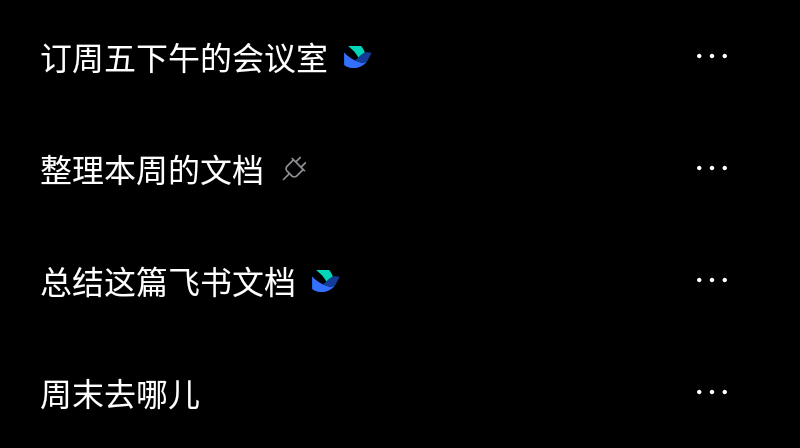 订周五下午的会议室
整理本周的文档
总结这篇飞书文档
周末去哪儿